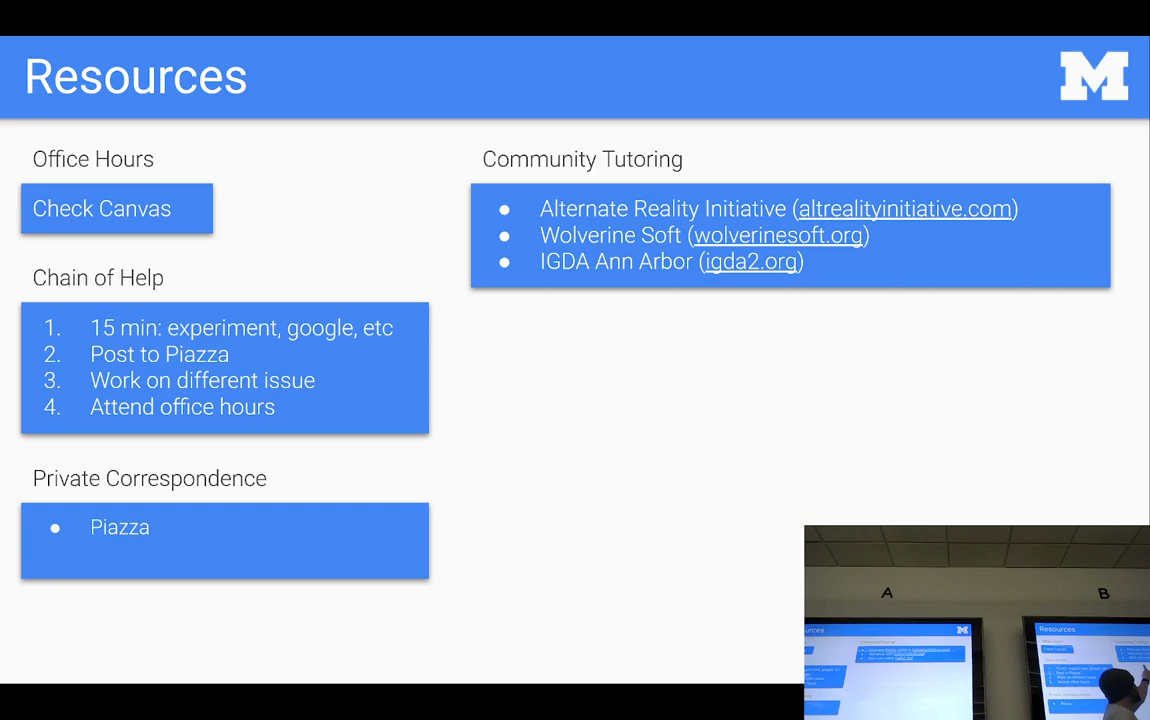 Resources
M
Office Hours
Check Canvas
Chain of Help
1. 15 min: experiment, google, etc
2. Post to Piazza
3. Work on different issue
4. Attend office hours
Private Correspondence
● Piazza
Community Tutoring
● Alternate Reality Initiative (altrealityinitiative.com)
● Wolverine Soft (wolverinesoft.org)
● IGDA Ann Arbor (igda2.org)
A
B
M
Resources